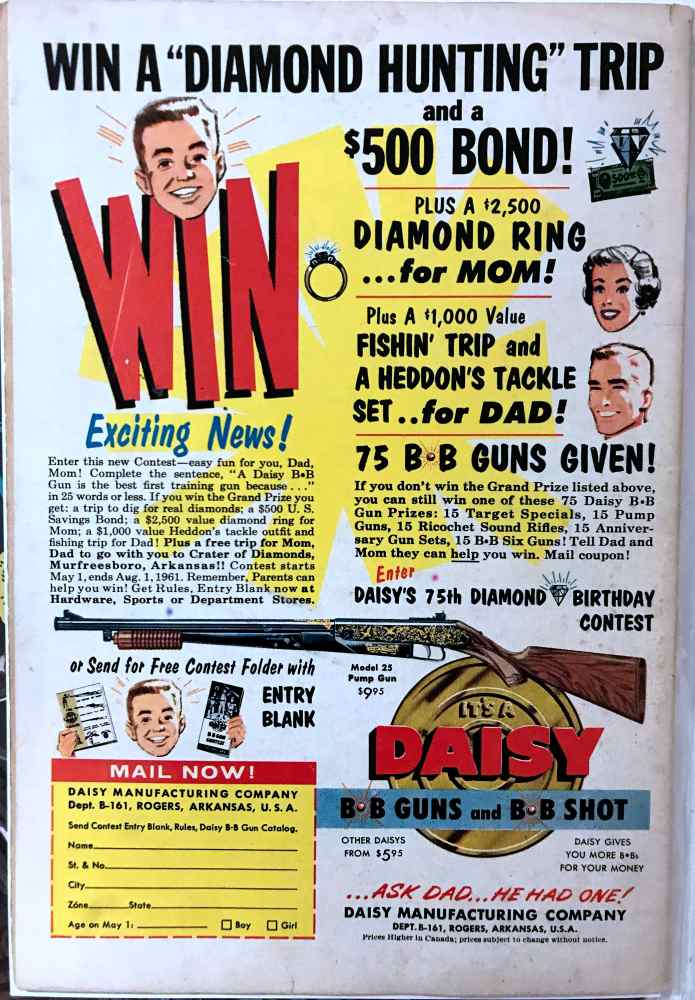 WIN A "DIAMOND HUNTING" TRIP
and a
$500 BOND!
500
WIN
PLUS A $2,500
DIAMOND RING
...for MOM!
Plus A $1,000 Value
FISHIN' TRIP and
A HEDDON'S TACKLE
SET..for DAD!
Exciting News!
Enter this new Contest—easy fun for you, Dad,
Mom! Complete the sentence, "A Daisy B•B
Gun is the best first training gun because . . ."
in 25 words or less. If you win the Grand Prize you
get: a trip to dig for real diamonds; a $500 U. S.
Savings Bond; a $2,500 value diamond ring for
Mom; a $1,000 value Heddon's tackle outfit and
fishing trip for Dad! Plus a free trip for Mom,
Dad to go with you to Crater of Diamonds,
Murfreesboro, Arkansas!! Contest starts
May 1, ends Aug. 1, 1961. Remember, Parents can
help you win! Get Rules, Entry Blank now at
Hardware, Sports or Department Stores.
75 B•B GUNS GIVEN!
If you don't win the Grand Prize listed above,
you can still win one of these 75 Daisy B•B
Gun Prizes: 15 Target Specials, 15 Pump
Guns, 15 Ricochet Sound Rifles, 15 Anniver-
sary Gun Sets, 15 B•B Six Guns! Tell Dad and
Mom they can help you win. Mail coupon!
Enter
DAISY'S 75th DIAMOND BIRTHDAY
CONTEST
or Send for Free Contest Folder with
ENTRY
BLANK
Model 25
Pump Gun
$9.95
MAIL NOW!
DAISY MANUFACTURING COMPANY
Dept. B-161, ROGERS, ARKANSAS, U. S. A.
Send Contest Entry Blank, Rules, Daisy B-B Gun Catalog.
Name
St. & No.
City
Zone State
Age on May 1: Boy Girl
IT'S A
DAISY
B•B GUNS and B•B SHOT
OTHER DAISYS
FROM $5.95
DAISY GIVES
YOU MORE B•Bs
FOR YOUR MONEY
...ASK DAD...HE HAD ONE!
DAISY MANUFACTURING COMPANY
DEPT. B-161, ROGERS, ARKANSAS, U.S.A.
Prices Higher in Canada; prices subject to change without notice.